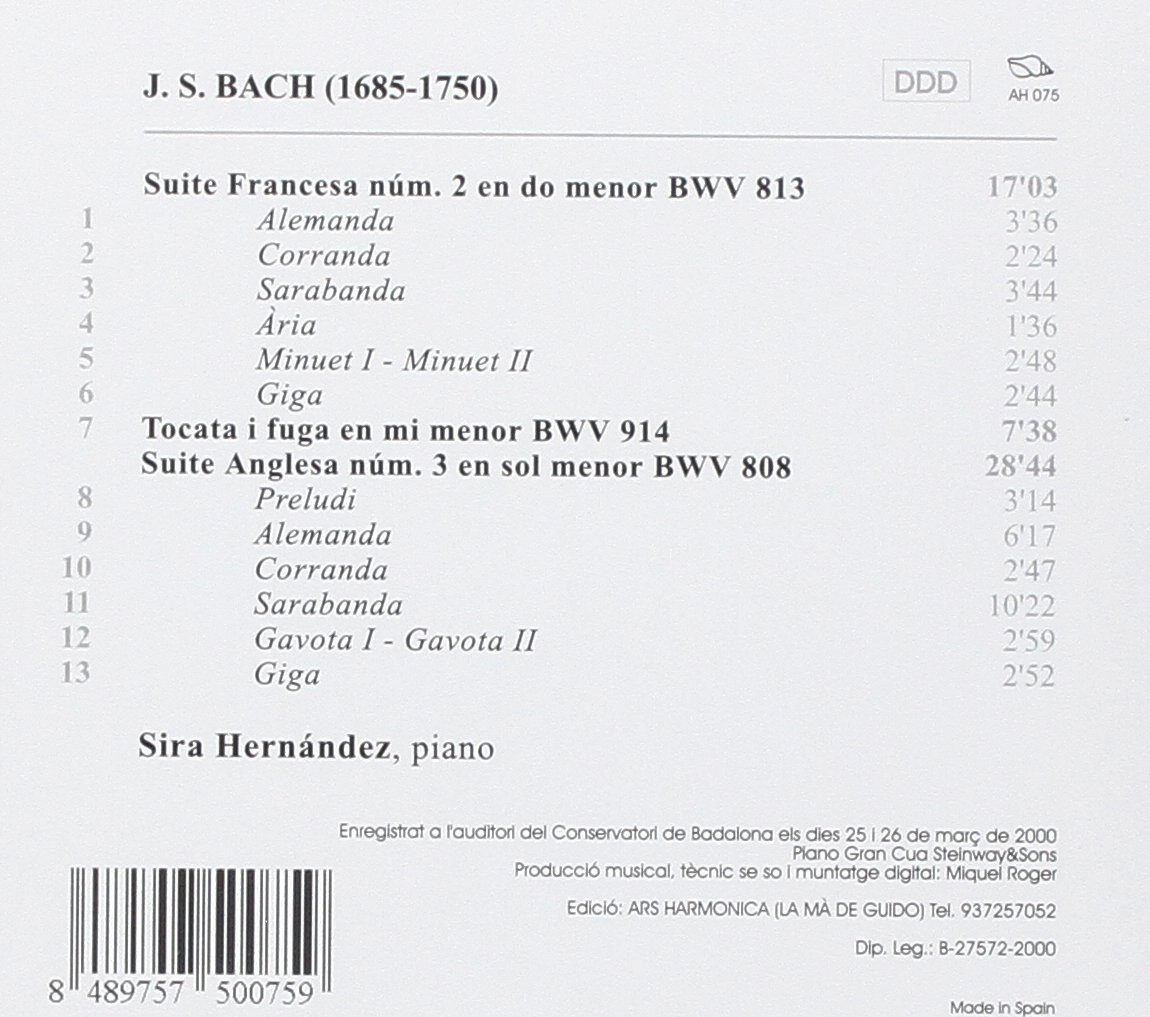 J. S. BACH (1685-1750)
DDD
AH 075
Suite Francesa núm. 2 en do menor BWV 813 17'03
1 Alemanda 3'36
2 Corranda 2'24
3 Sarabanda 3'44
4 Ària 1'36
5 Minuet I - Minuet II 2'48
6 Giga 2'44
7 Tocata i fuga en mi menor BWV 914 7'38
Suite Anglesa núm. 3 en sol menor BWV 808 28'44
8 Preludi 3'14
9 Alemanda 6'17
10 Corranda 2'47
11 Sarabanda 10'22
12 Gavota I - Gavota II 2'59
13 Giga 2'52
Sira Hernández, piano
Enregistrat a l'auditori del Conservatori de Badalona els dies 25 i 26 de març de 2000
Piano Gran Cua Steinway&Sons
Producció musical, tècnic se so i muntatge digital: Miquel Roger
Edició: ARS HARMONICA (LA MÀ DE GUIDO) Tel. 937257052
Dip. Leg.: B-27572-2000
8 489757 500759
Made in Spain